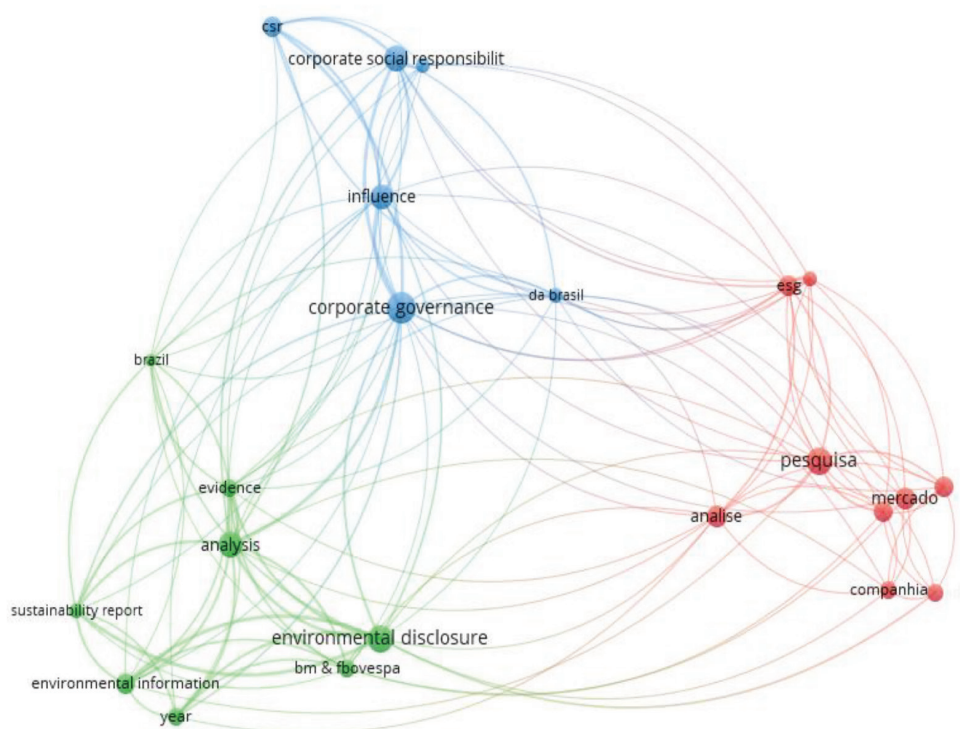 csr
corporate social responsibilit
influence
esg
da brasil
corporate governance
brazil
pesquisa
evidence
mercado
analise
analysis
companhia
sustainability report
environmental disclosure
bm & fbovespa
environmental information
year